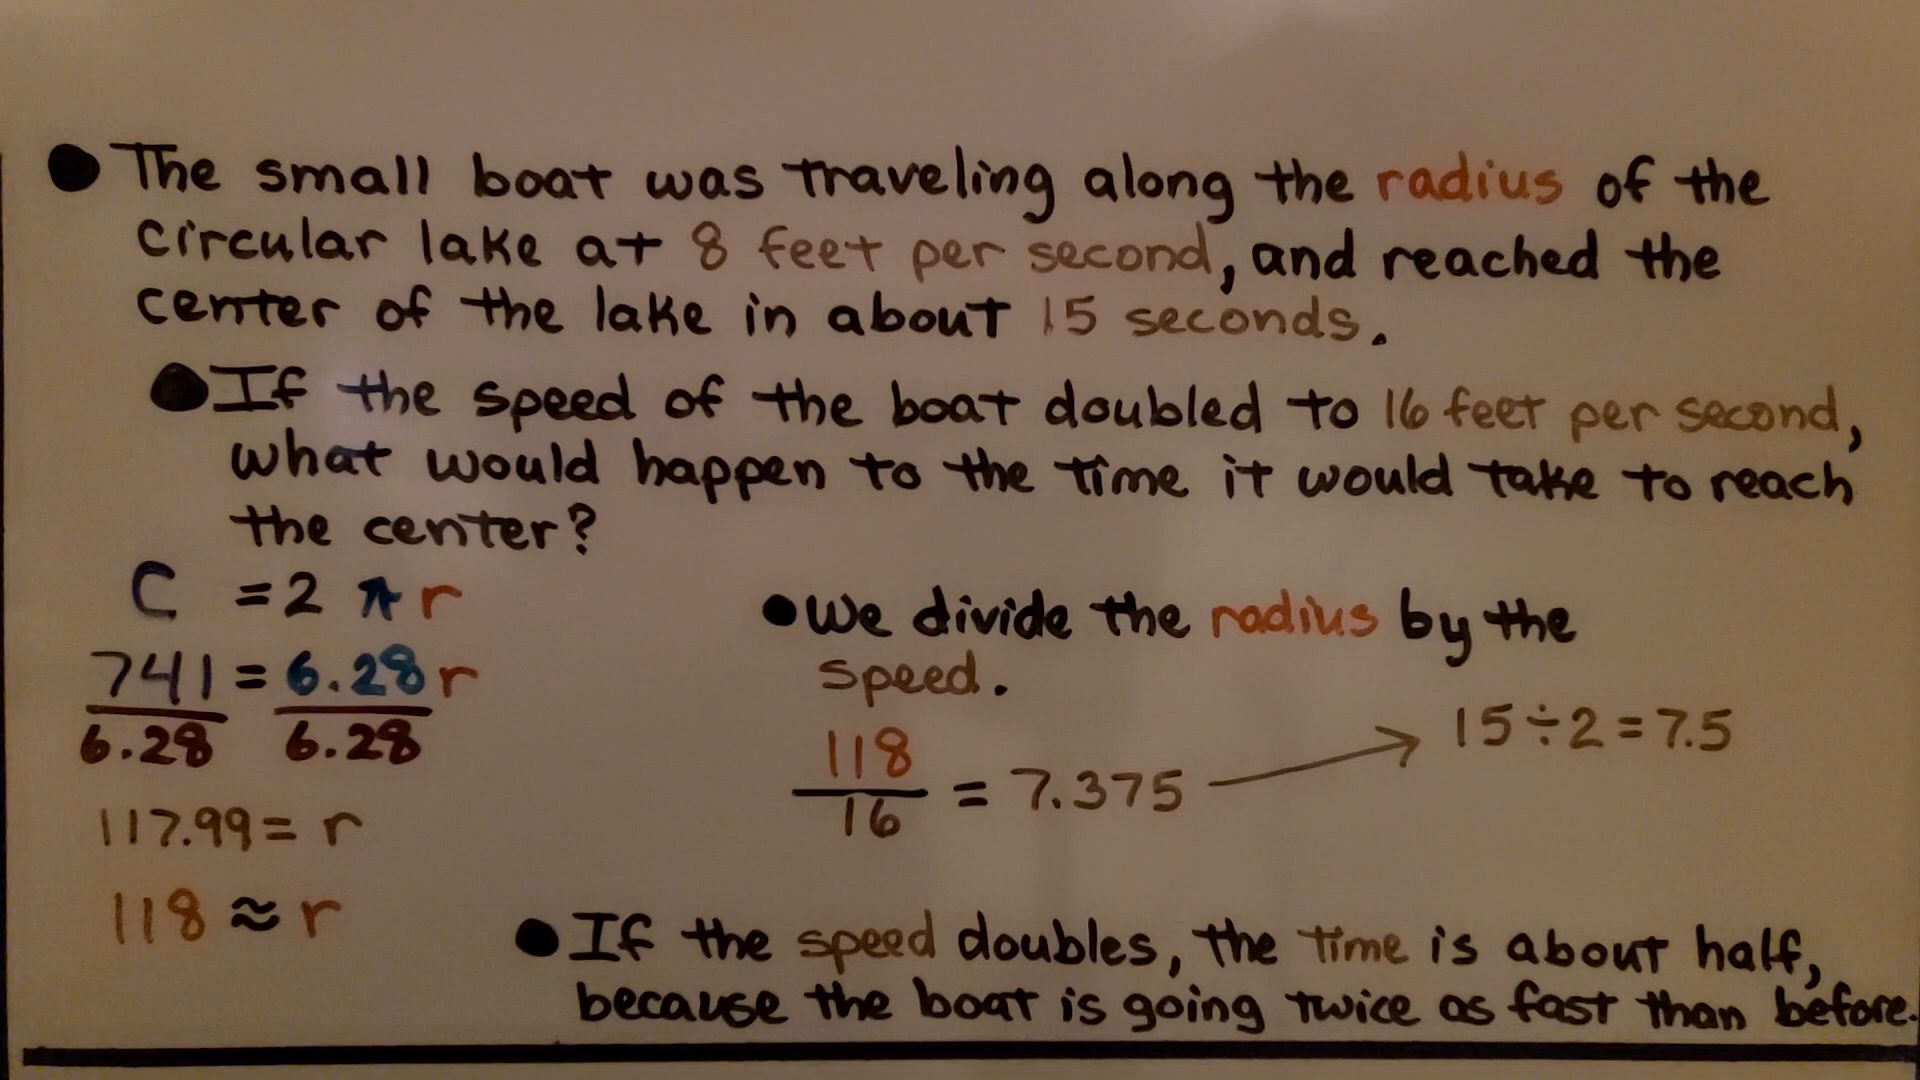 ● The small boat was traveling along the radius of the
circular lake at 8 feet per second, and reached the
center of the lake in about 15 seconds.
● If the speed of the boat doubled to 16 feet per second,
what would happen to the time it would take to reach
the center?
C = 2 π r
741 = 6.28 r
6.28 6.28
117.99 = r
118 ≈ r
● We divide the radius by the
speed.
118
16
= 7.375 → 15 ÷ 2 = 7.5
● If the speed doubles, the time is about half,
because the boat is going twice as fast than before.